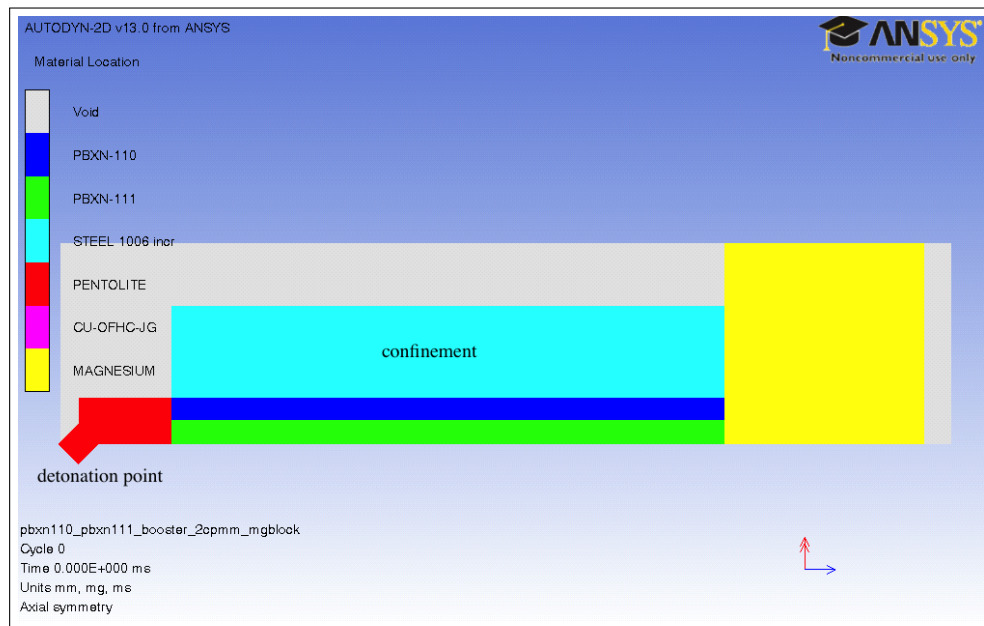 AUTODYN-2D v13.0 from ANSYS
ANSYS
Noncommercial use only
Material Location
Void
PBXN-110
PBXN-111
STEEL 1006 incr
PENTOLITE
CU-OFHC-JG
MAGNESIUM
confinement
detonation point
pbxn110_pbxn111_booster_2cpmm_mgblock
Cycle 0
Time 0.000E+000 ms
Units mm, mg, ms
Axial symmetry